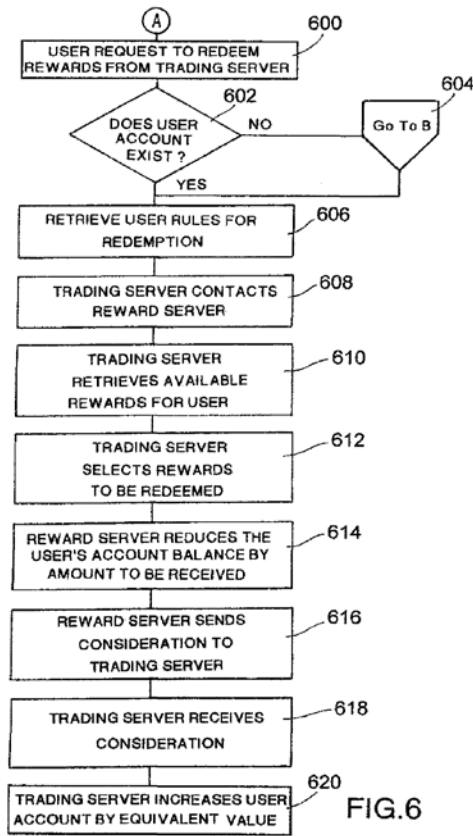 A
USER REQUEST TO REDEEM
REWARDS FROM TRADING SERVER
600
602
DOES USER
ACCOUNT
EXIST ?
NO
604
Go To B
YES
RETRIEVE USER RULES FOR
REDEMPTION
606
TRADING SERVER CONTACTS
REWARD SERVER
608
TRADING SERVER
RETRIEVES AVAILABLE
REWARDS FOR USER
610
TRADING SERVER
SELECTS REWARDS
TO BE REDEEMED
612
REWARD SERVER REDUCES THE
USER'S ACCOUNT BALANCE BY
AMOUNT TO BE RECEIVED
614
REWARD SERVER SENDS
CONSIDERATION TO
TRADING SERVER
616
TRADING SERVER RECEIVES
CONSIDERATION
618
TRADING SERVER INCREASES USER
ACCOUNT BY EQUIVALENT VALUE
620
FIG.6